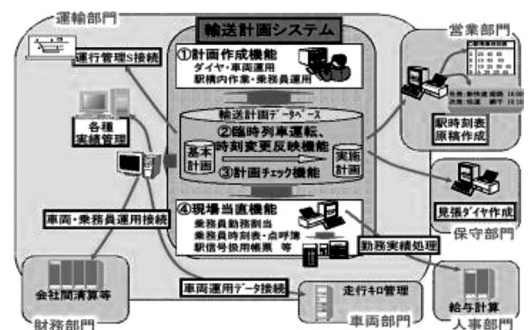 運輸部門
輸送計画システム
営業部門
運行管理S接続
①計画作成機能
ダイヤ・車両運用
駅構内作業・乗務員運用
輸送計画データベース
②臨時列車運転、
時刻変更反映機能
基本
計画
実施
計画
③計画チェック機能
各種
実績管理
駅時刻表
原稿作成
見張ダイヤ作成
保守部門
車両・乗務員運用接続
④現場当直機能
乗務員勤務割当
乗務員時刻表・点呼簿
駅信号扱用帳票 等
勤務実績処理
会社間清算等
財務部門
車両運用データ接続
走行キロ管理
車両部門
給与計算
人事部門